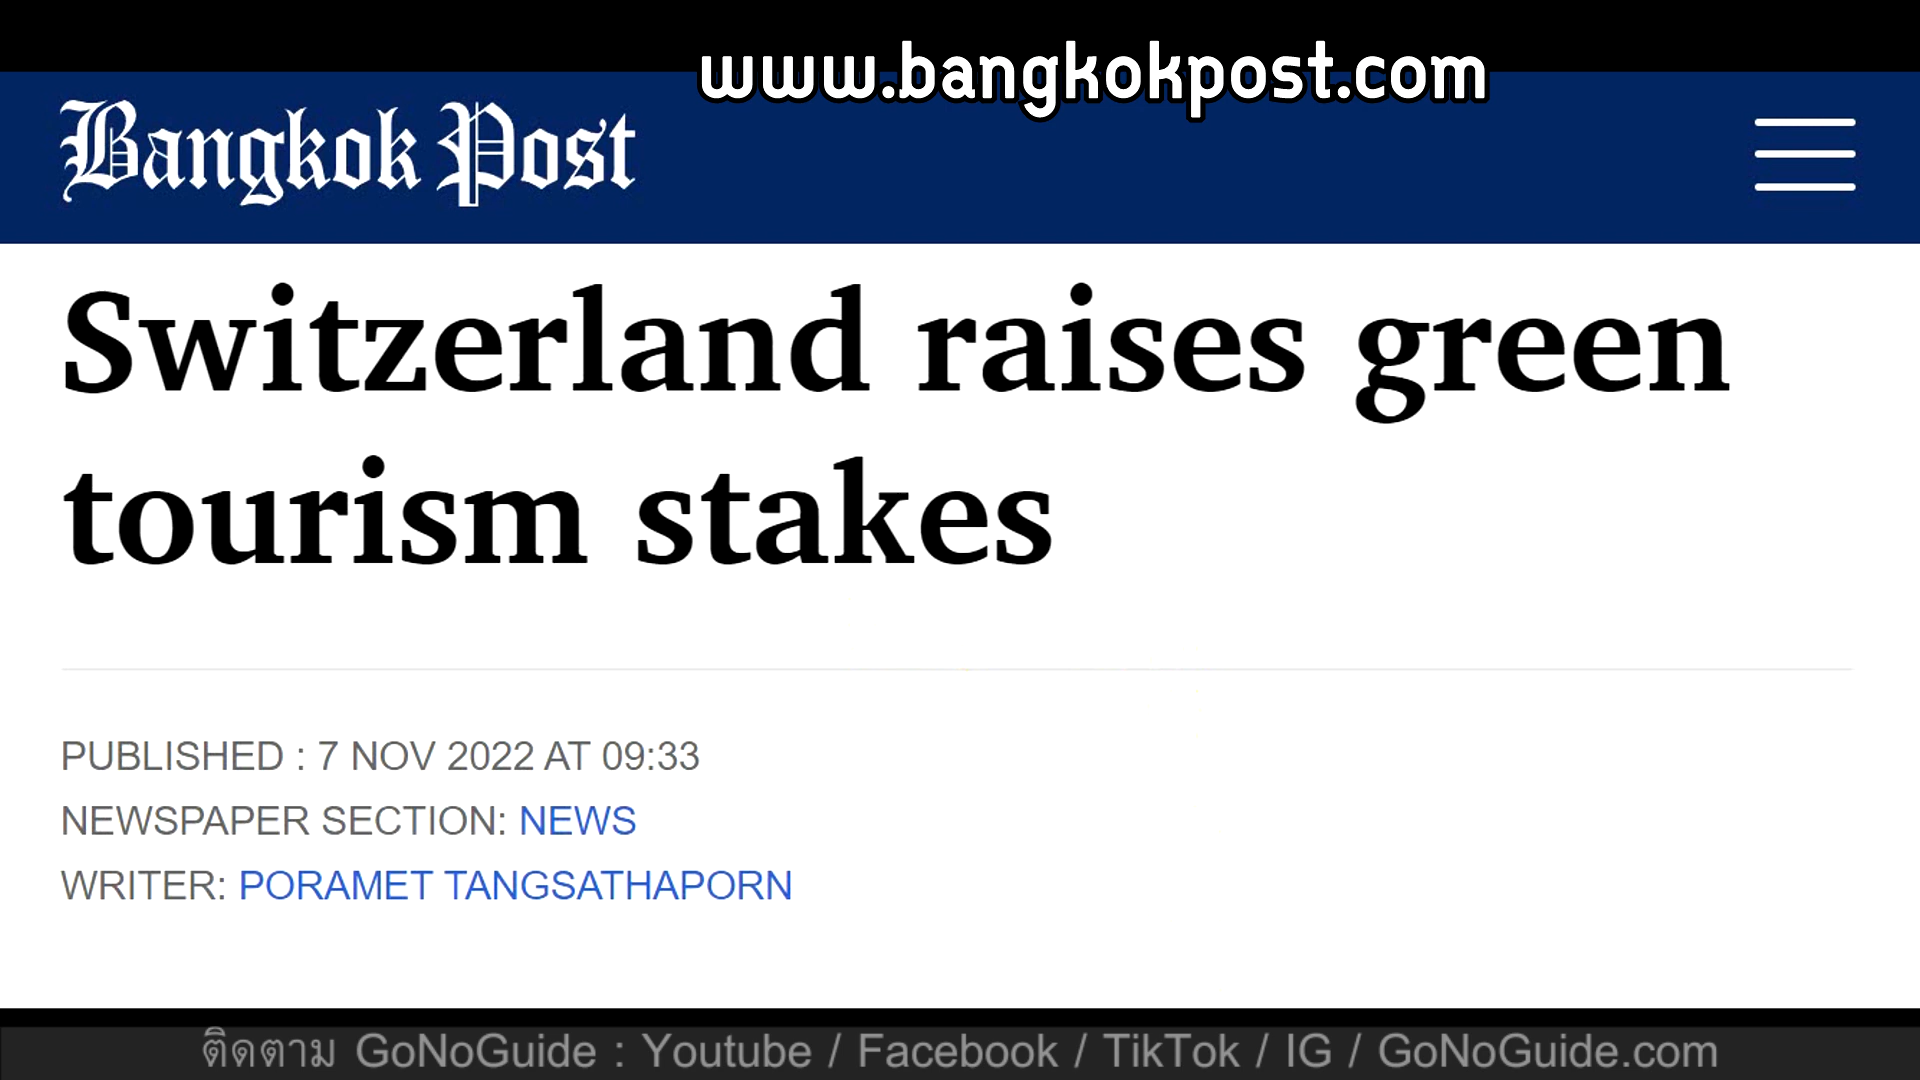 www.bangkokpost.com
Bangkok Post
Switzerland raises green
tourism stakes
PUBLISHED : 7 NOV 2022 AT 09:33
NEWSPAPER SECTION: NEWS
WRITER: PORAMET TANGSATHAPORN
ติดตาม GoNoGuide : Youtube / Facebook / TikTok / IG / GoNoGuide.com